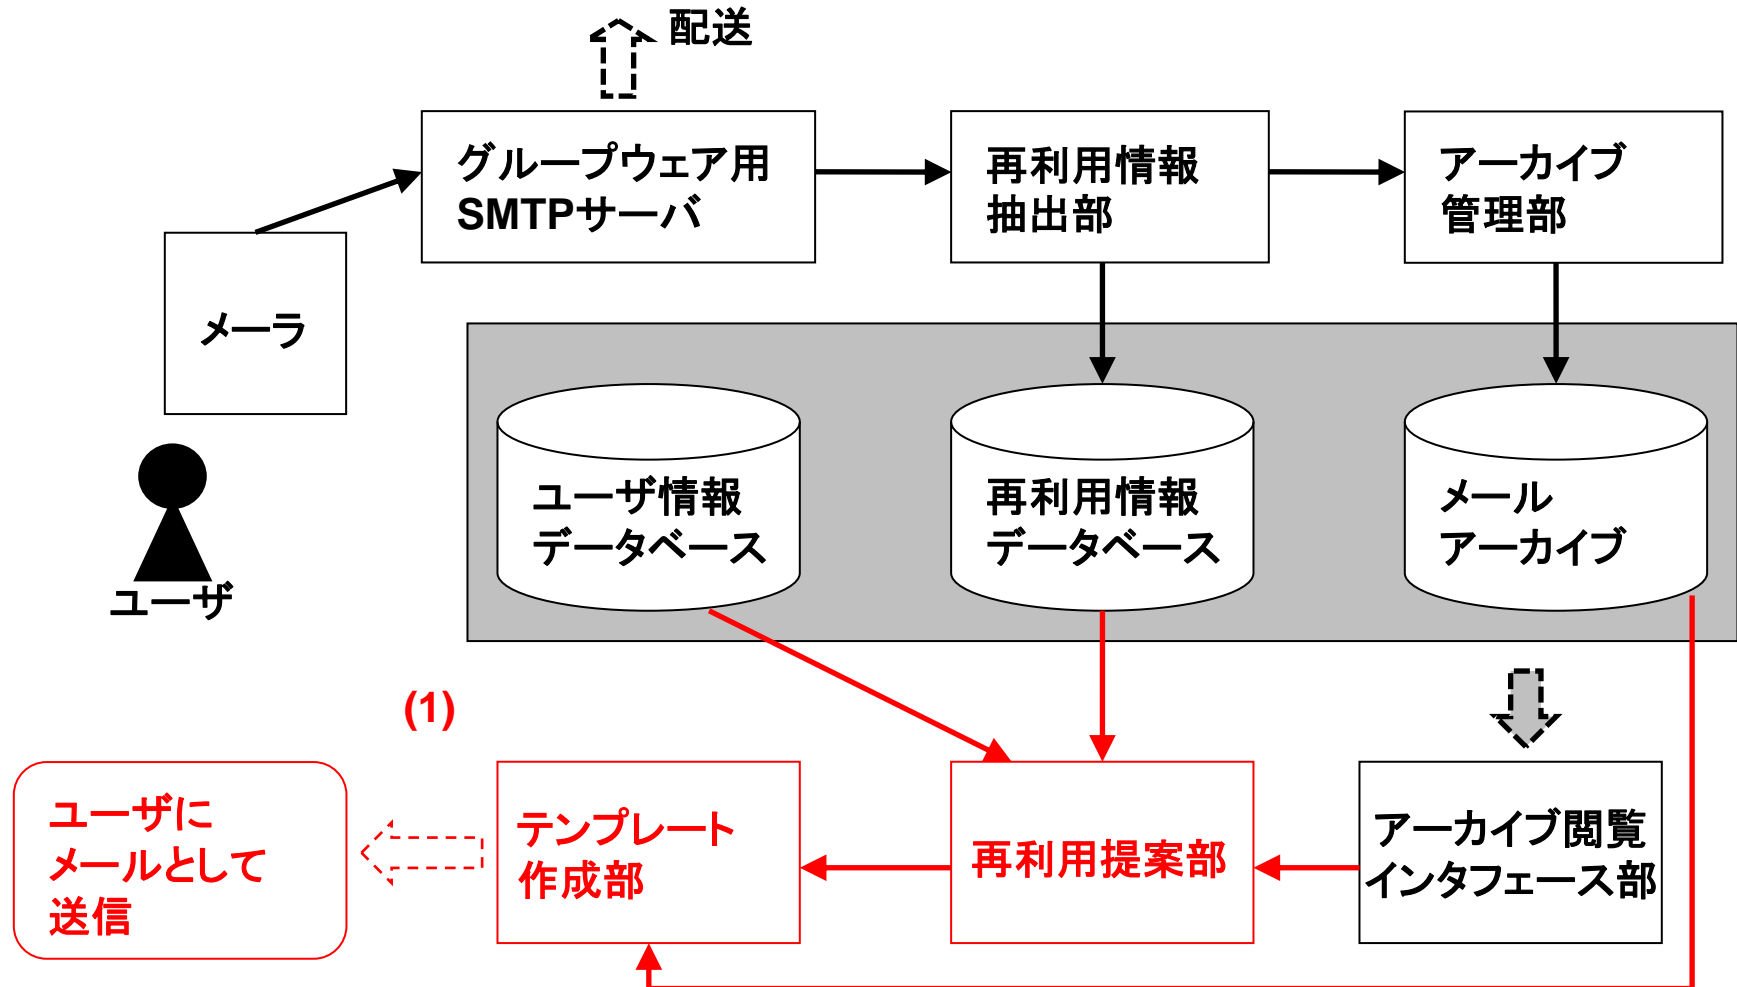 配送
グループウェア用
SMTPサーバ
再利用情報
抽出部
アーカイブ
管理部
メーラ
ユーザ
ユーザ情報
データベース
再利用情報
データベース
メール
アーカイブ
(1)
ユーザに
メールとして
送信
テンプレート
作成部
再利用提案部
アーカイブ閲覧
インタフェース部